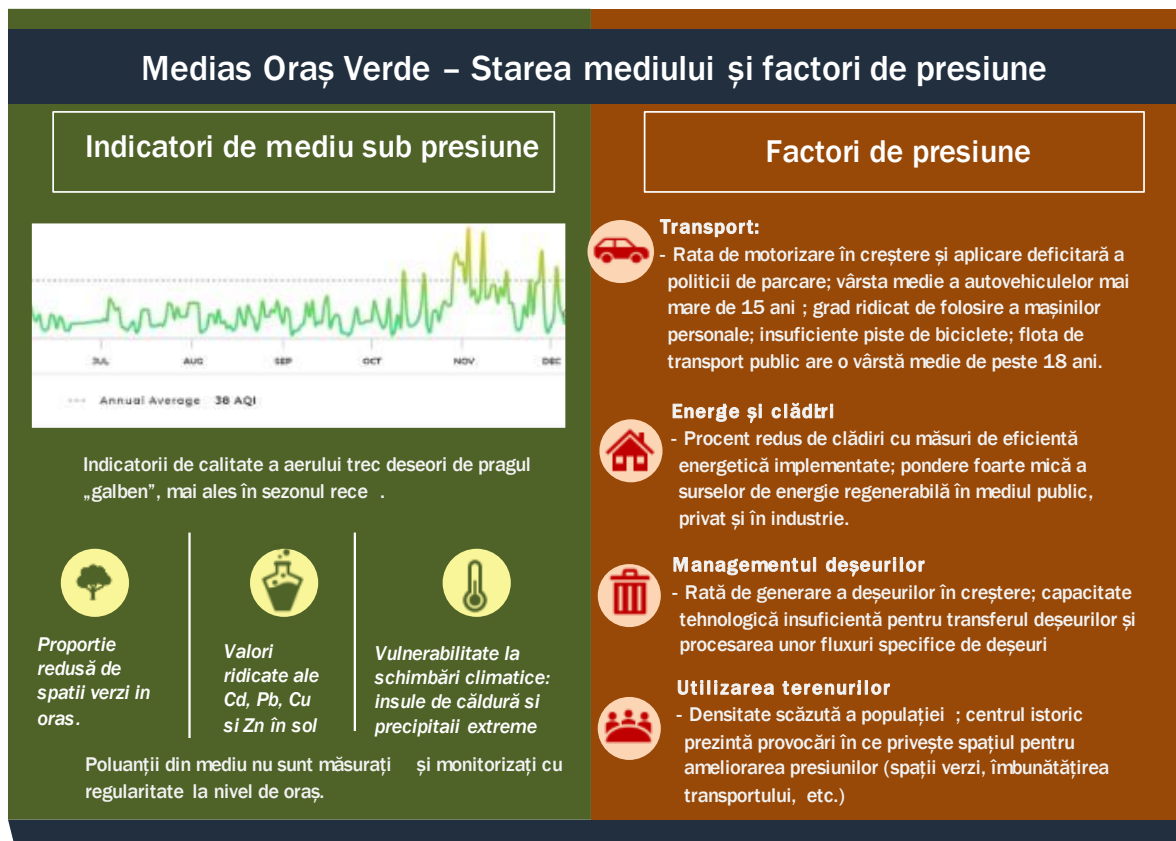 Medias Oraș Verde – Starea mediului și factori de presiune
Indicatori de mediu sub presiune
JUL AUG SEP OCT NOV DEC
Annual Average 38 AQI
Indicatorii de calitate a aerului trec deseori de pragul
„galben”, mai ales în sezonul rece .
Proportie
redusă de
spatii verzi in
oras.
Valori
ridicate ale
Cd, Pb, Cu
si Zn în sol
Vulnerabilitate la
schimbări climatice:
insule de căldură si
precipitaii extreme
Poluanții din mediu nu sunt măsurați și monitorizați cu
regularitate la nivel de oraș.
Factori de presiune
Transport:
- Rata de motorizare în creștere și aplicare deficitară a
politicii de parcare; vârsta medie a autovehiculelor mai
mare de 15 ani ; grad ridicat de folosire a mașinilor
personale; insuficiente piste de biciclete; flota de
transport public are o vârstă medie de peste 18 ani.
Energie și clădiri
- Procent redus de clădiri cu măsuri de eficientă
energetică implementate; pondere foarte mică a
surselor de energie regenerabilă în mediul public,
privat și în industrie.
Managementul deșeurilor
- Rată de generare a deșeurilor în creștere; capacitate
tehnologică insuficientă pentru transferul deșeurilor și
procesarea unor fluxuri specifice de deșeuri
Utilizarea terenurilor
- Densitate scăzută a populației ; centrul istoric
prezintă provocări în ce privește spațiul pentru
ameliorarea presiunilor (spații verzi, îmbunătățirea
transportului, etc.)